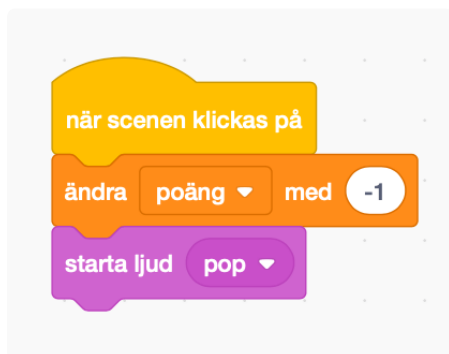 när scenen klickas på
ändra poäng med -1
starta ljud pop